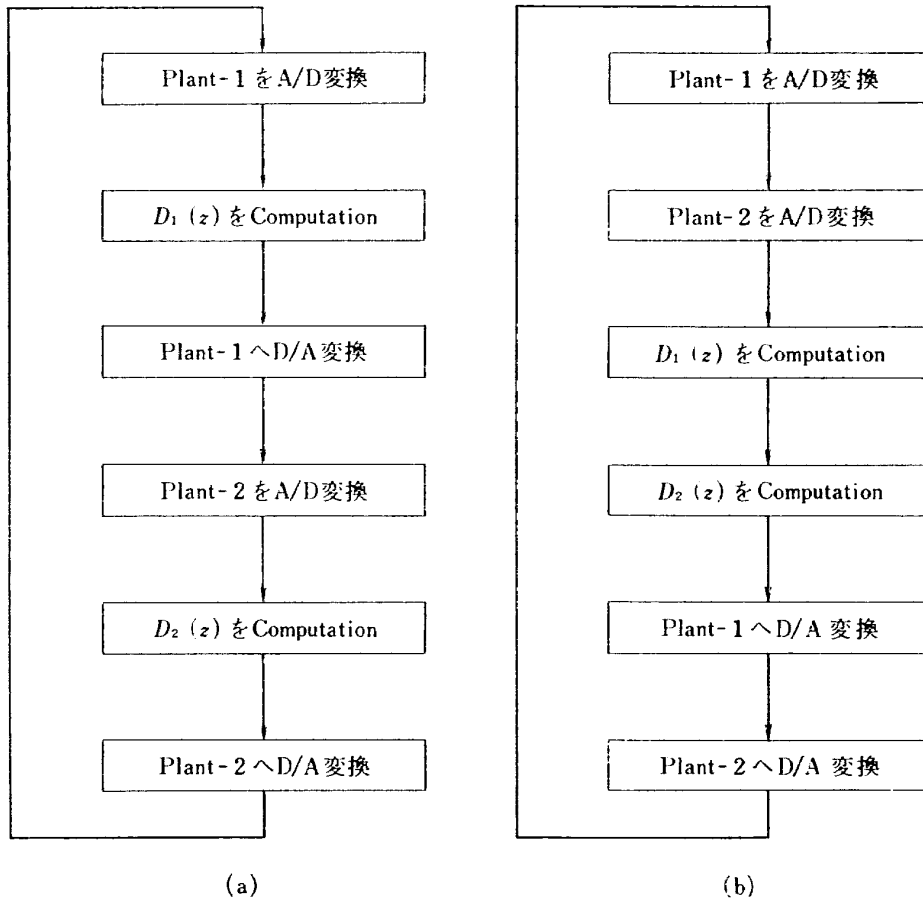 Plant-1をA/D変換
D₁ (z) をComputation
Plant-1へD/A変換
Plant-2をA/D変換
D₂ (z) をComputation
Plant-2へD/A変換
(a)
Plant-1をA/D変換
Plant-2をA/D変換
D₁ (z) をComputation
D₂ (z) をComputation
Plant-1へD/A変換
Plant-2へD/A変換
(b)